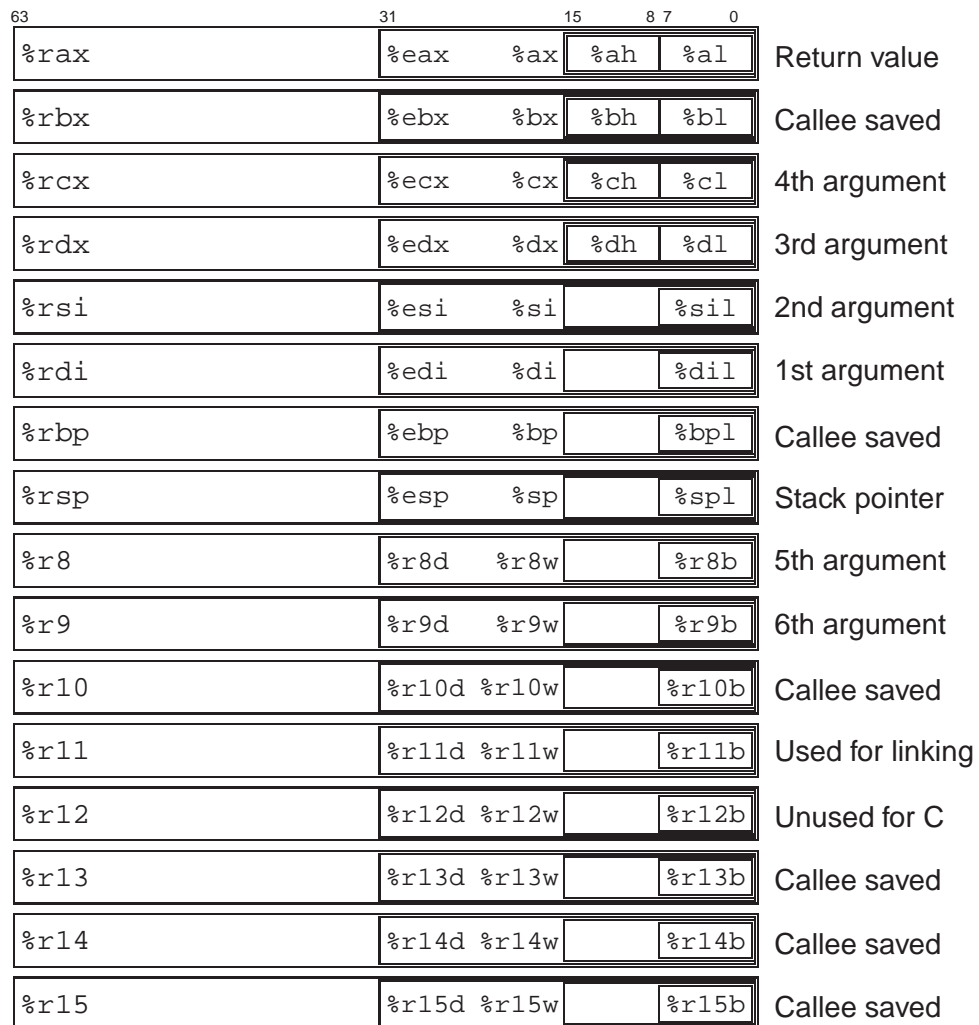 63 31 15 8 7 0
%rax %eax %ax %ah %al Return value
%rbx %ebx %bx %bh %bl Callee saved
%rcx %ecx %cx %ch %cl 4th argument
%rdx %edx %dx %dh %dl 3rd argument
%rsi %esi %si %sil 2nd argument
%rdi %edi %di %dil 1st argument
%rbp %ebp %bp %bpl Callee saved
%rsp %esp %sp %spl Stack pointer
%r8 %r8d %r8w %r8b 5th argument
%r9 %r9d %r9w %r9b 6th argument
%r10 %r10d %r10w %r10b Callee saved
%r11 %r11d %r11w %r11b Used for linking
%r12 %r12d %r12w %r12b Unused for C
%r13 %r13d %r13w %r13b Callee saved
%r14 %r14d %r14w %r14b Callee saved
%r15 %r15d %r15w %r15b Callee saved